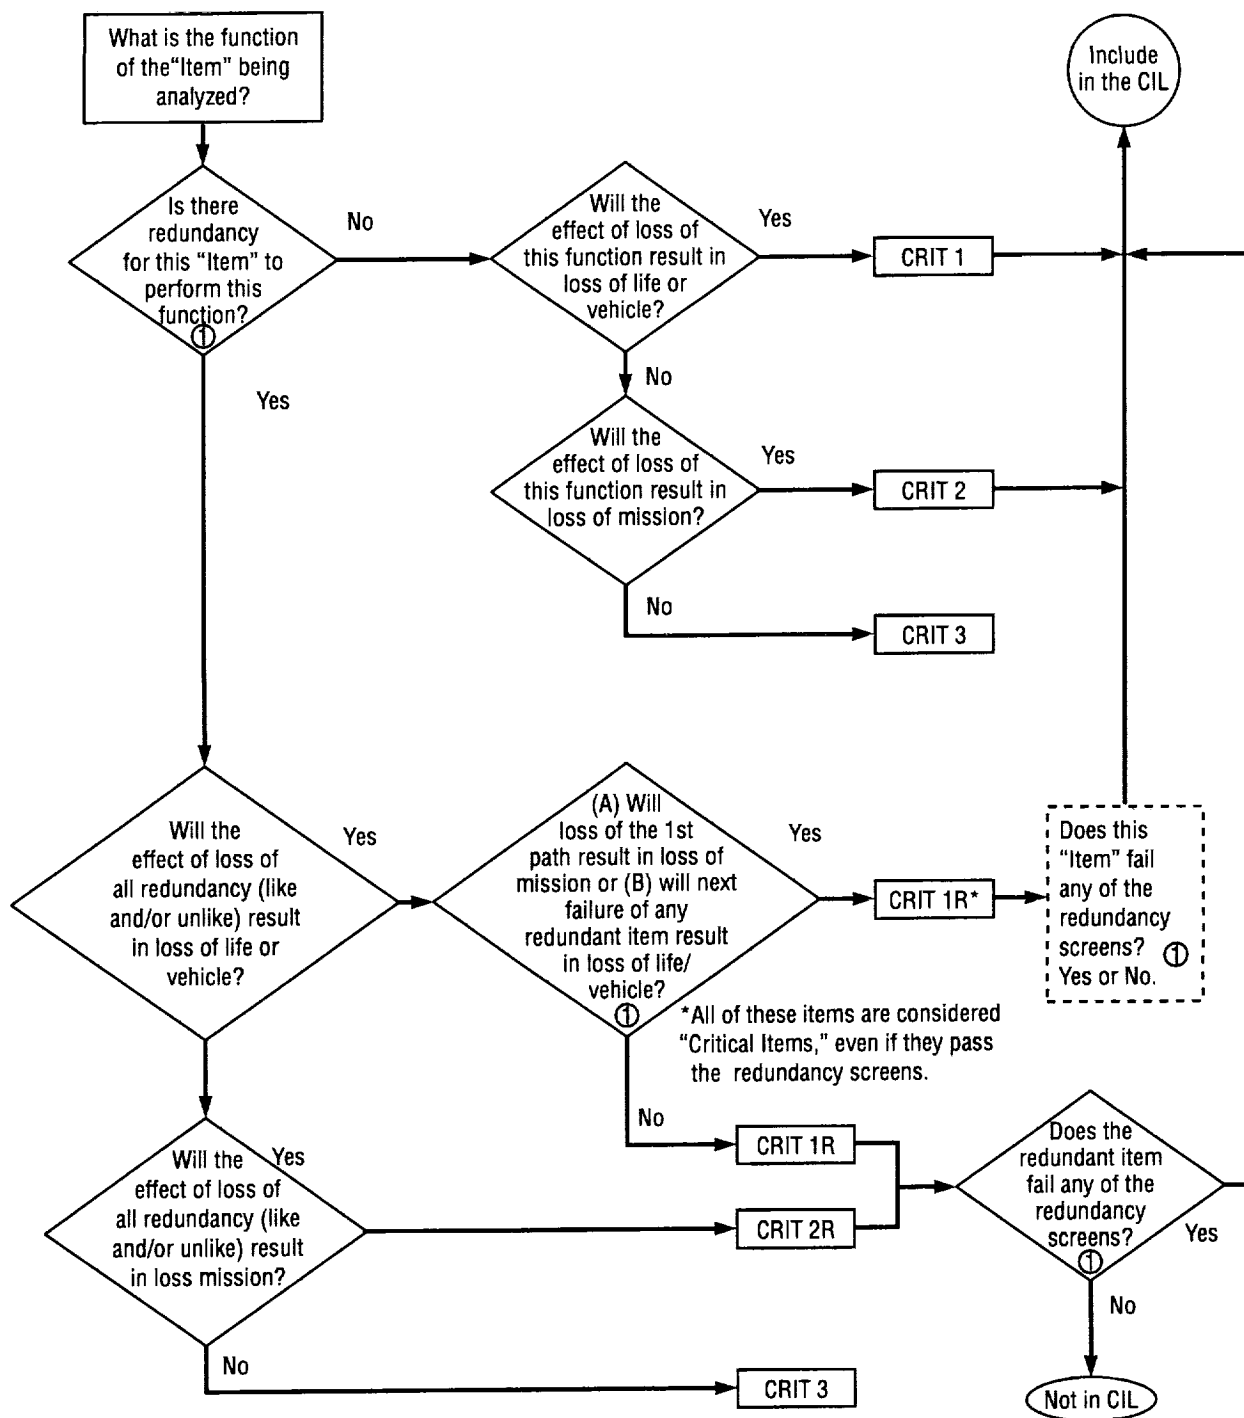 What is the function
of the“Item” being
analyzed?
Include
in the CIL
Is there
redundancy
for this “Item” to
perform this
function?
①
No
Yes
Will the
effect of loss of
this function result in
loss of life or
vehicle?
Yes
CRIT 1
No
Will the
effect of loss of
this function result in
loss of mission?
Yes
CRIT 2
No
CRIT 3
Will the
effect of loss of
all redundancy (like
and/or unlike) result
in loss of life or
vehicle?
Yes
(A) Will
loss of the 1st
path result in loss of
mission or (B) will next
failure of any
redundant item result
in loss of life/
vehicle?
①
Yes
CRIT 1R*
Does this
“Item” fail
any of the
redundancy
screens? ①
Yes or No.
*All of these items are considered
“Critical Items,” even if they pass
the redundancy screens.
No
CRIT 1R
Will the
effect of loss of
all redundancy (like
and/or unlike) result
in loss mission?
Yes
CRIT 2R
Does the
redundant item
fail any of the
redundancy
screens?
①
Yes
No
Not in CIL
No
CRIT 3